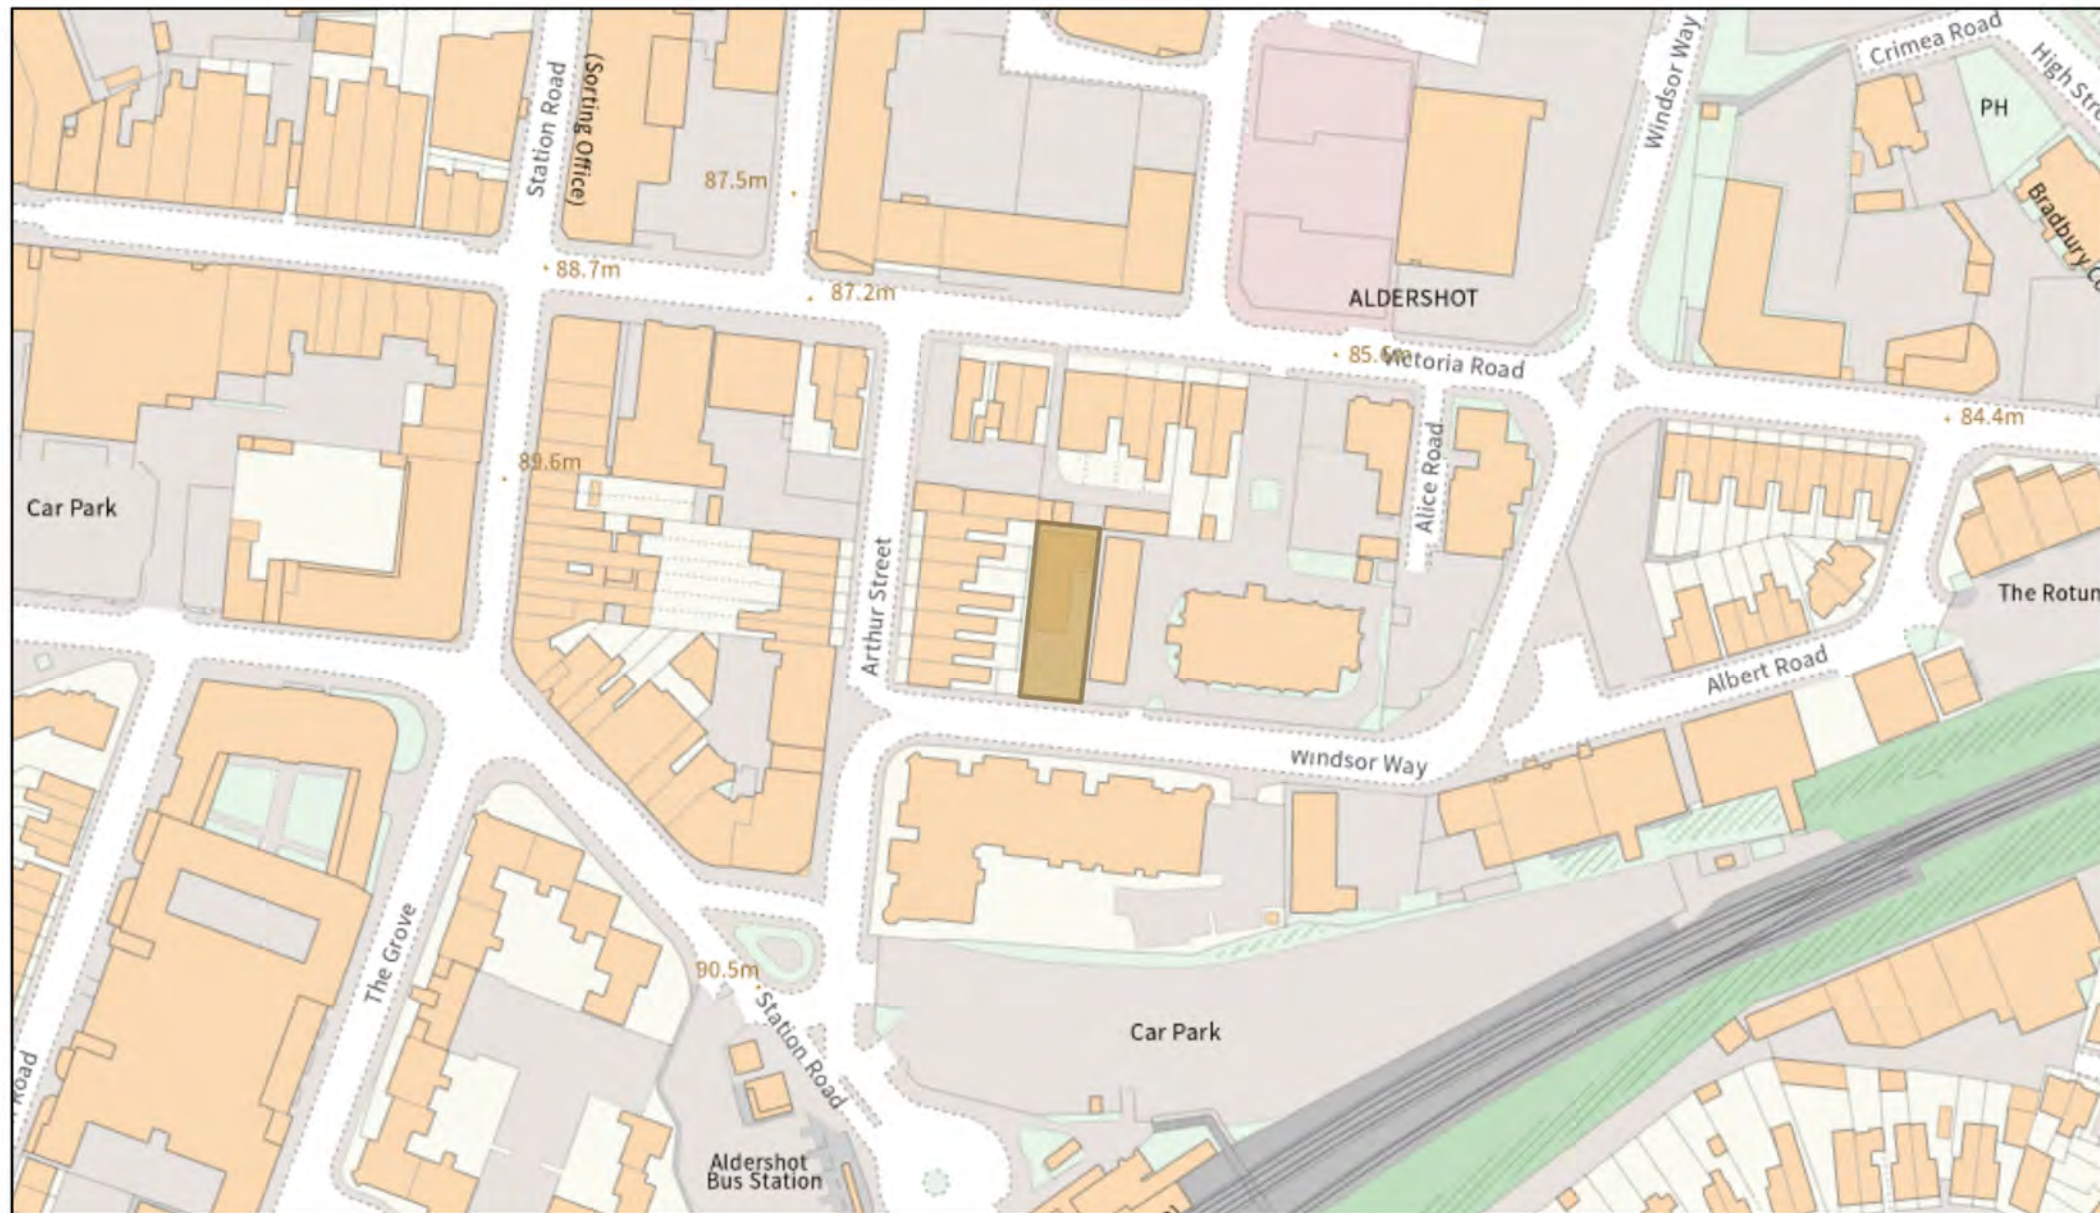 Crimea Road
High Stre
Windsor Way
Station Road
(Sorting Office)
PH
87.5m
Bradbury Co
88.7m
87.2m
ALDERSHOT
Victoria Road
84.4m
89.6m
Alice Road
Car Park
Arthur Street
The Rotun
Albert Road
Windsor Way
The Grove
90.5m
Station Road
Car Park
Road
Aldershot
Bus Station